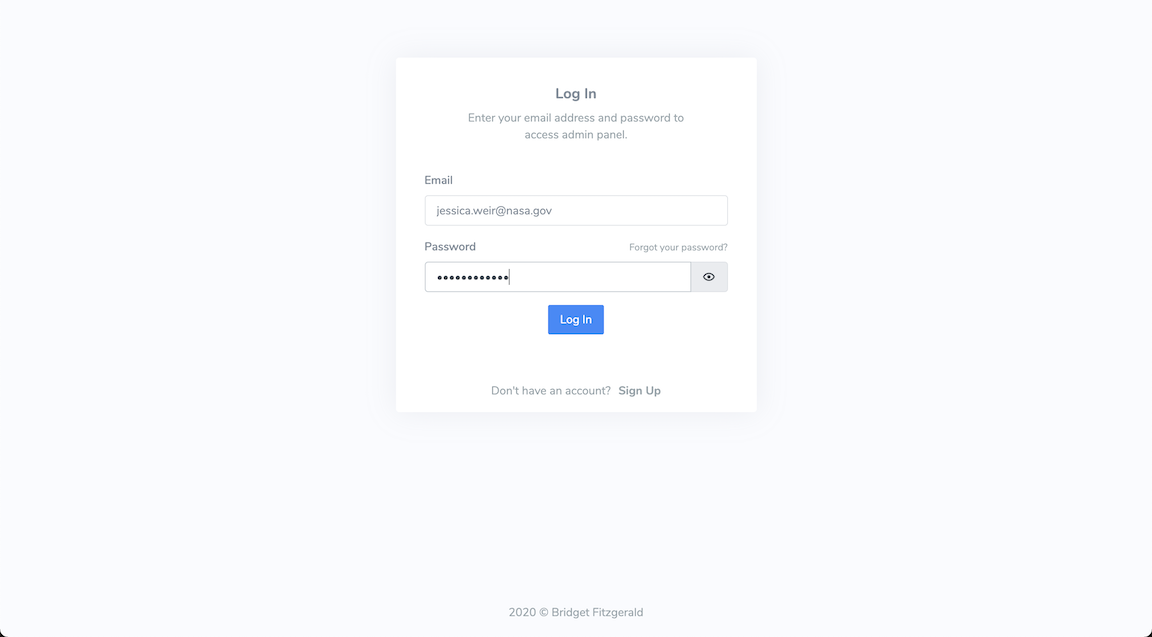 Log In
Enter your email address and password to
access admin panel.
Email
jessica.weir@nasa.gov
Password
Forgot your password?
••••••••••••
Log In
Don't have an account? Sign Up
2020 © Bridget Fitzgerald